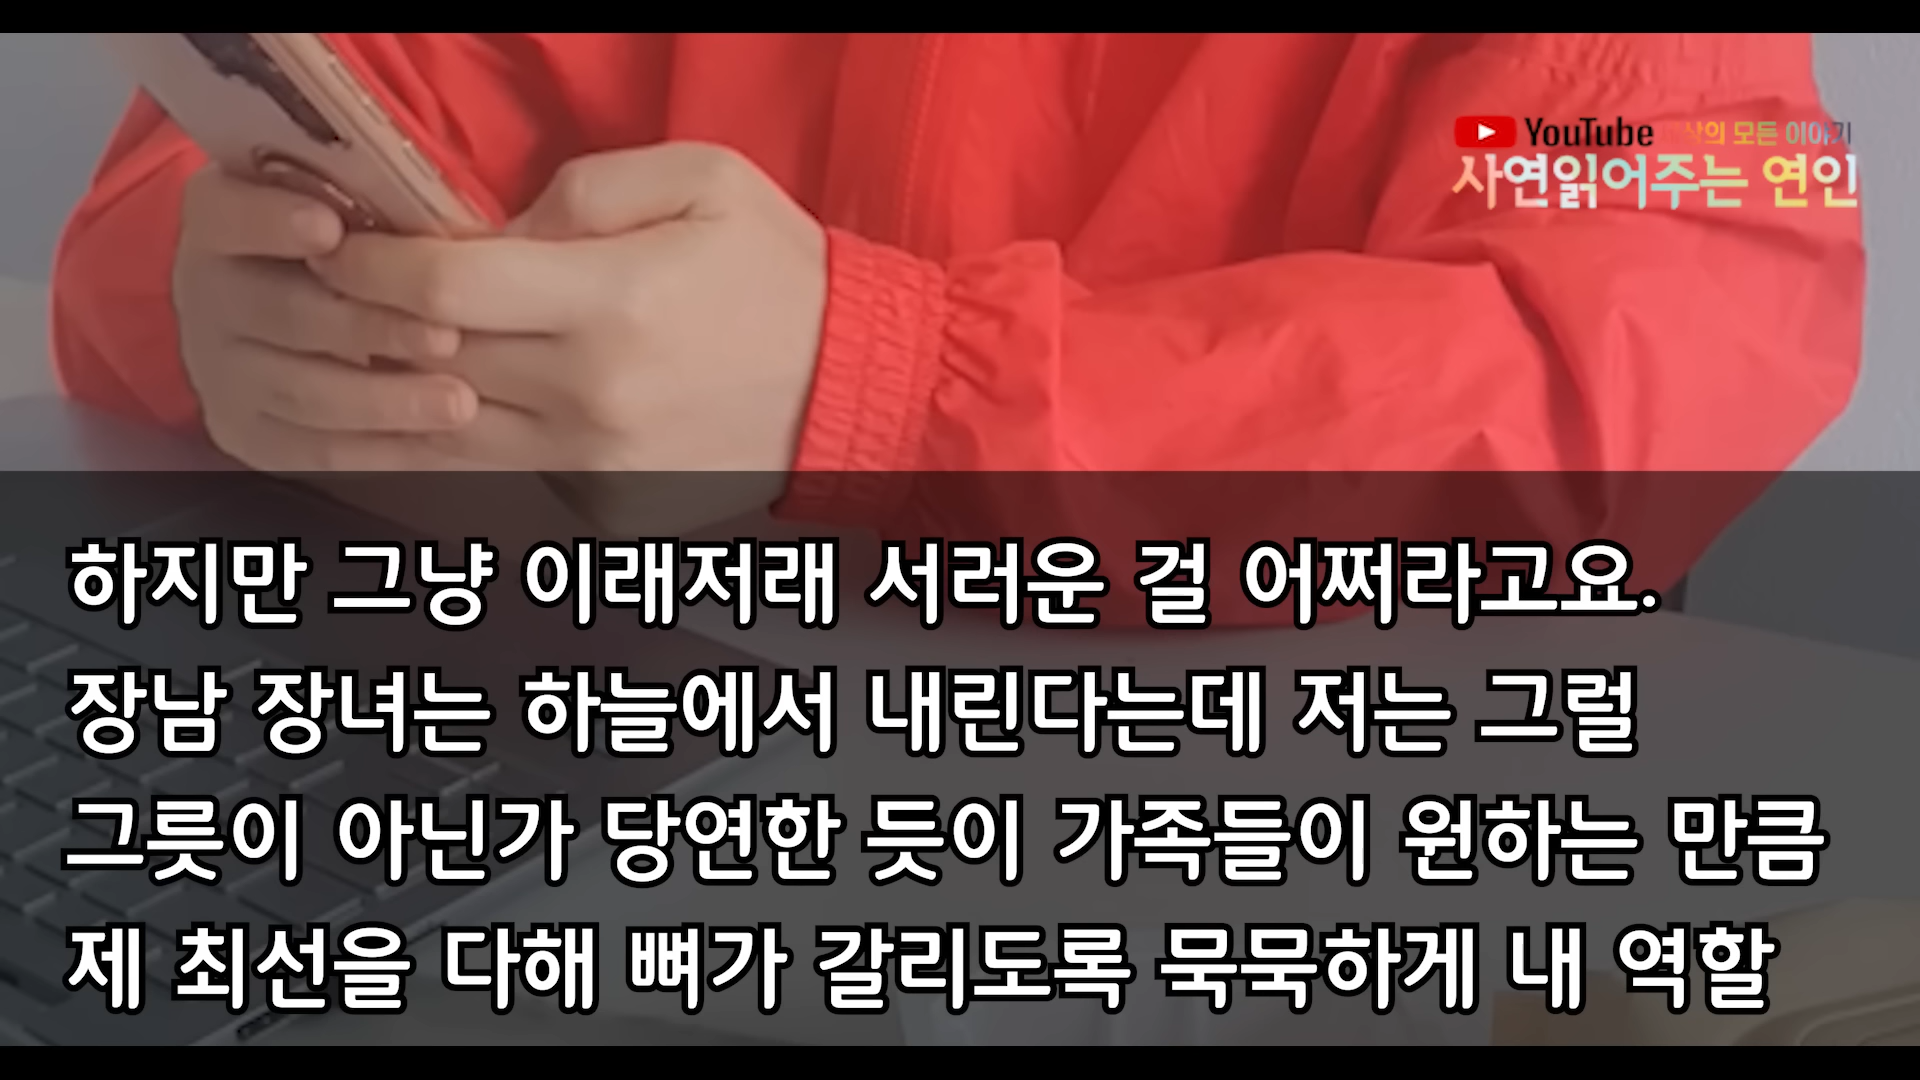 YouTube 세상의 모든 이야기
사연읽어주는 연인
하지만 그냥 이래저래 서러운 걸 어쩌라고요.
장남 장녀는 하늘에서 내린다는데 저는 그럴
그릇이 아닌가 당연한 듯이 가족들이 원하는 만큼
제 최선을 다해 뼈가 갈리도록 묵묵하게 내 역할